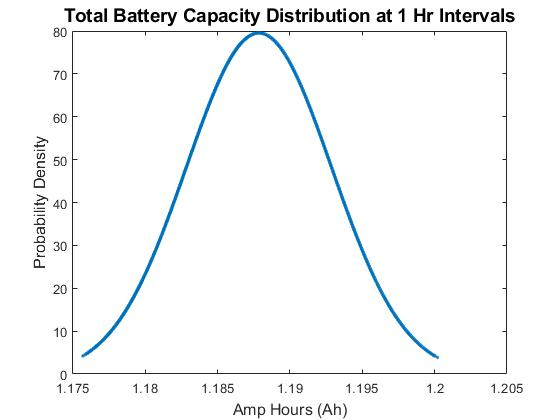 Total Battery Capacity Distribution at 1 Hr Intervals
80
70
60
50
40
30
20
10
0
Probability Density
1.175 1.18 1.185 1.19 1.195 1.2 1.205
Amp Hours (Ah)